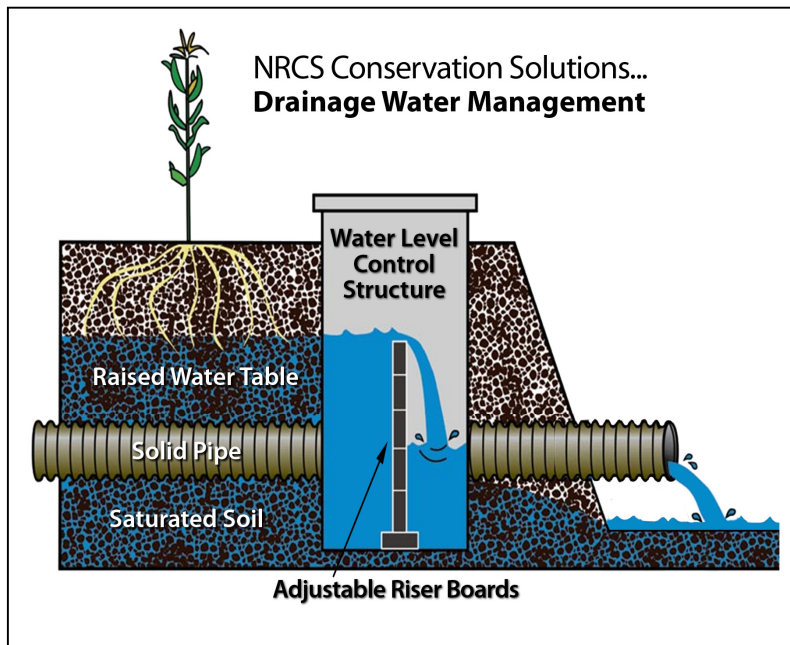 NRCS Conservation Solutions...
Drainage Water Management
Water Level
Control
Structure
Raised Water Table
Solid Pipe
Saturated Soil
Adjustable Riser Boards